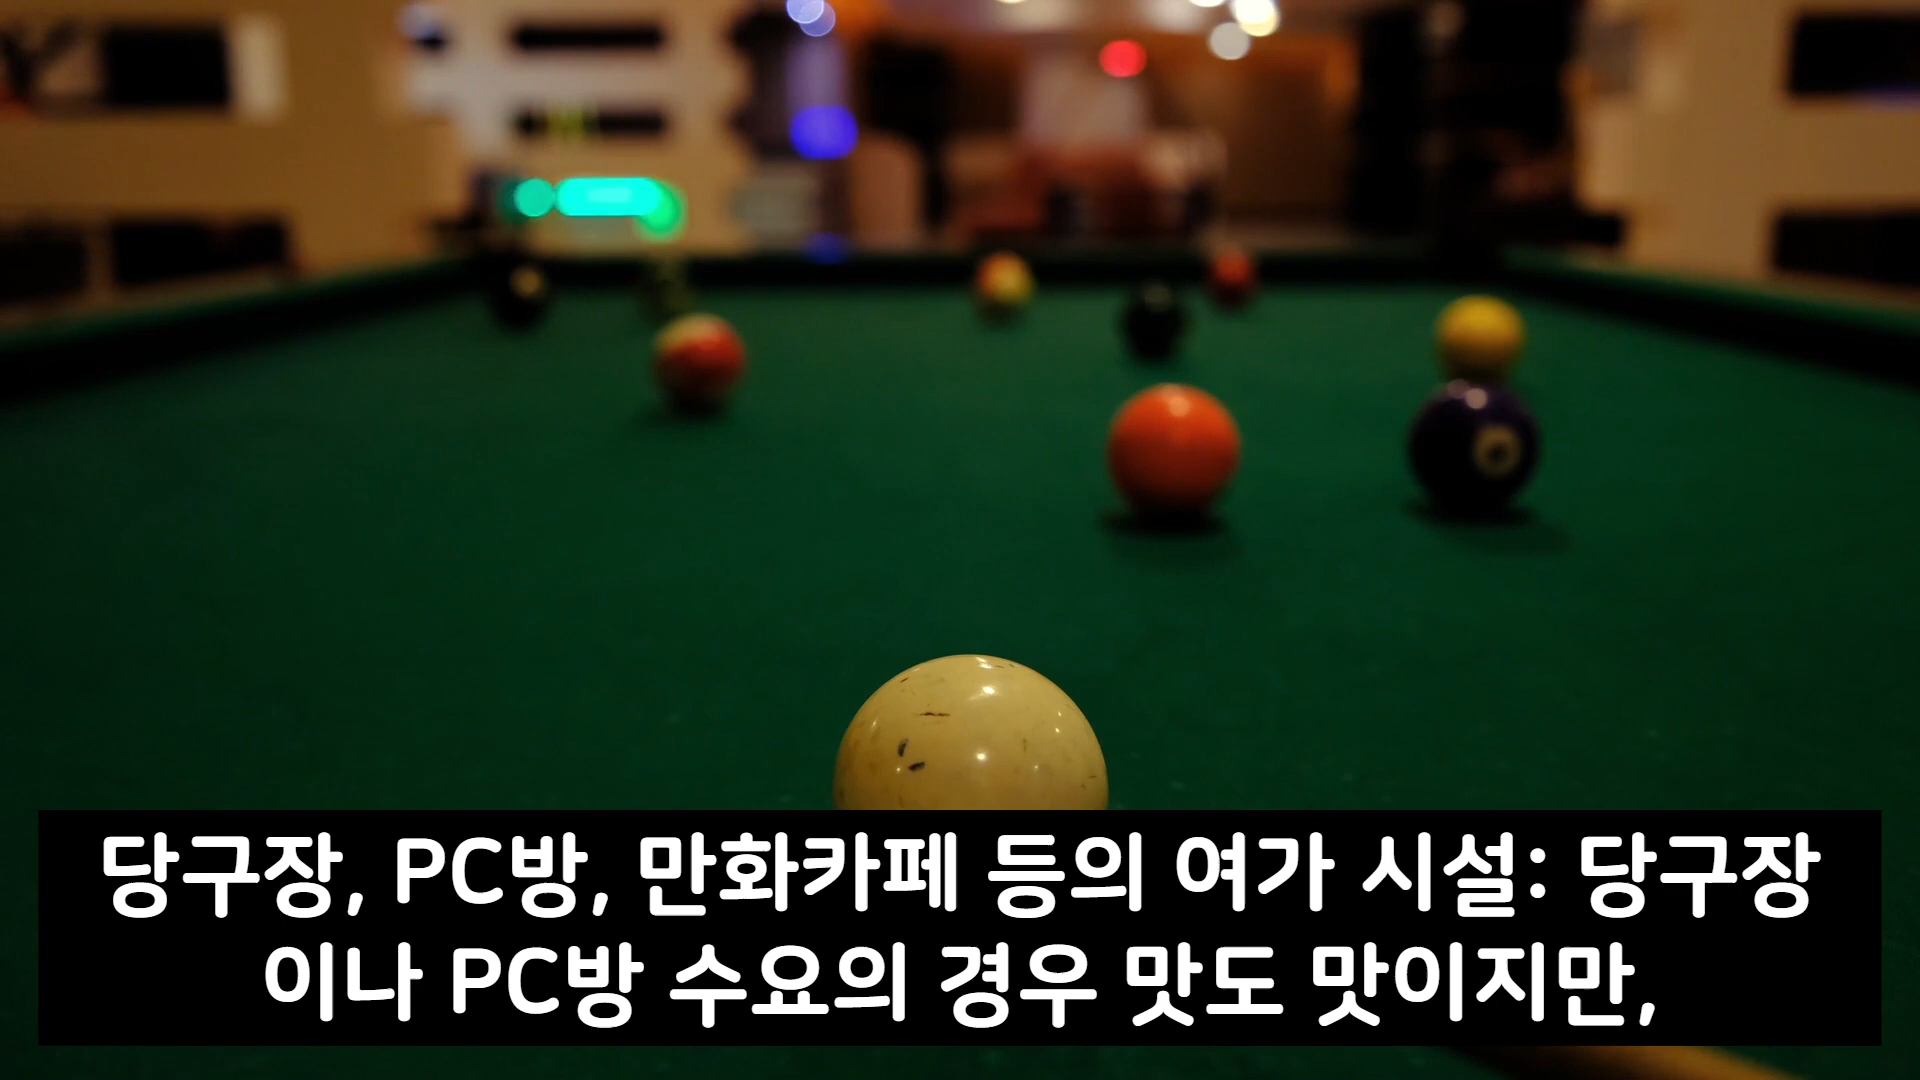 당구장, PC방, 만화카페 등의 여가 시설: 당구장
이나 PC방 수요의 경우 맛도 맛이지만,